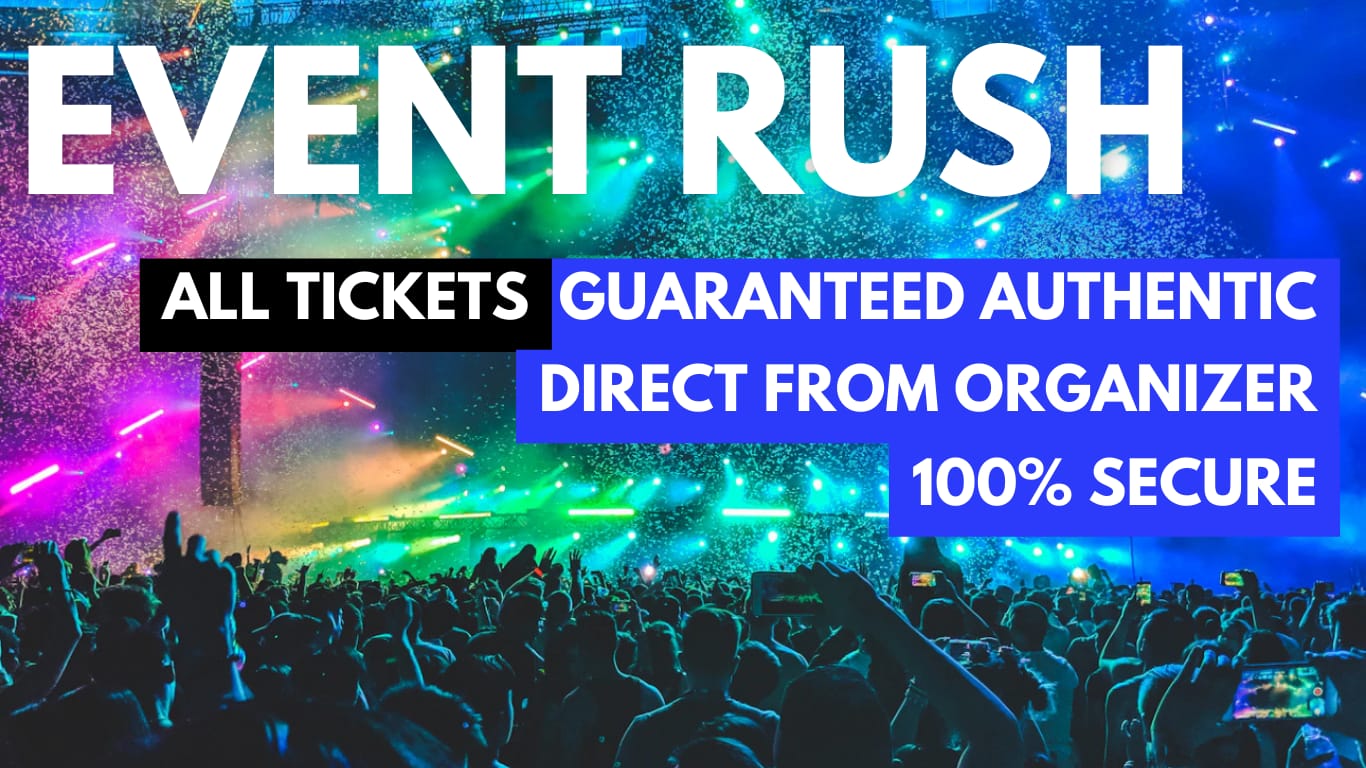 EVENT RUSH
ALL TICKETS GUARANTEED AUTHENTIC
DIRECT FROM ORGANIZER
100% SECURE